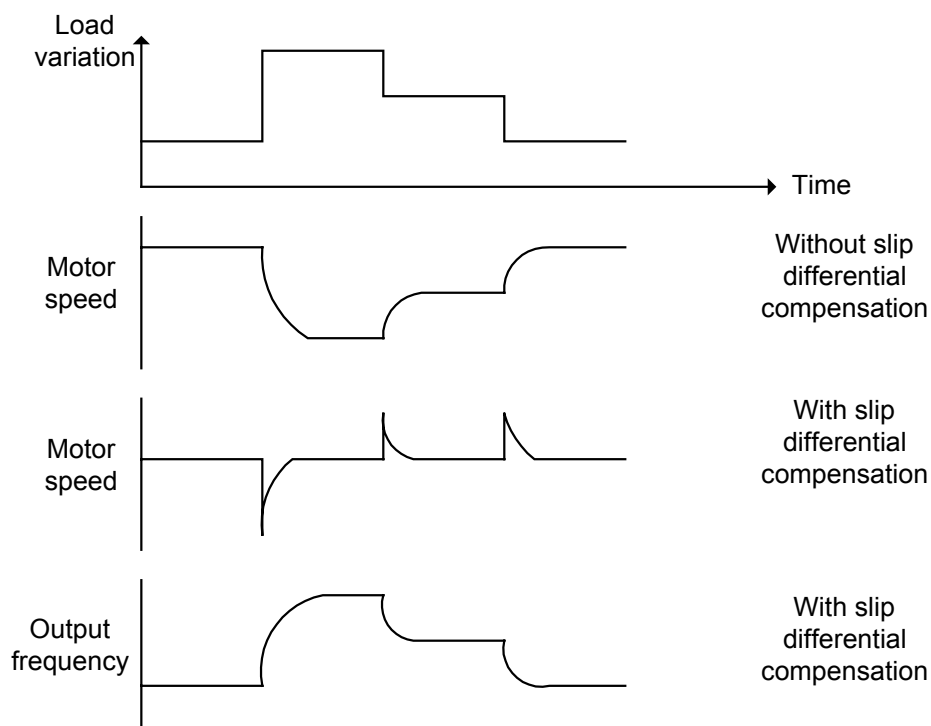 Load
variation
Time
Motor
speed
Without slip
differential
compensation
Motor
speed
With slip
differential
compensation
Output
frequency
With slip
differential
compensation